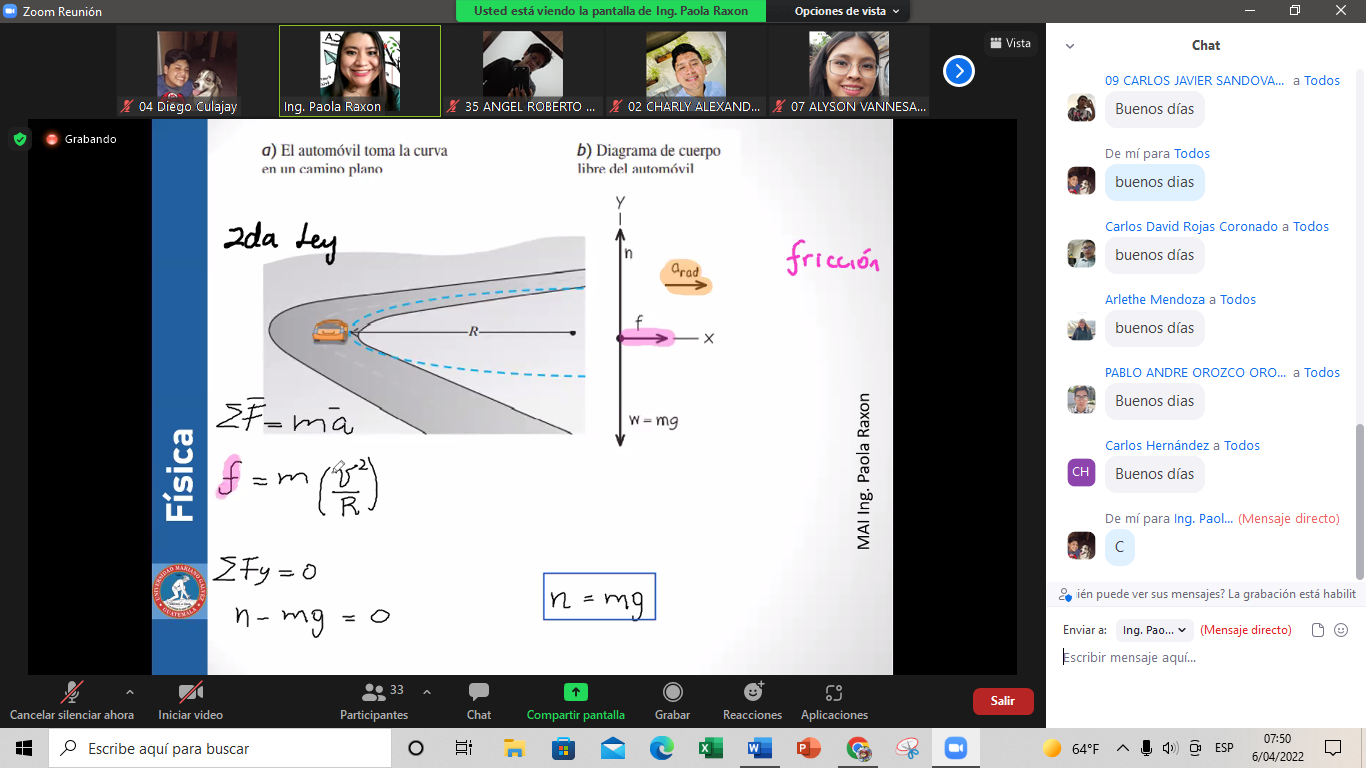 Zoom Reunión
Usted está viendo la pantalla de Ing. Paola Raxon
Opciones de vista
04 Diego Culajay
Ing. Paola Raxon
35 ANGEL ROBERTO ...
02 CHARLY ALEXAND...
07 ALYSON VANNESA...
Vista
Grabando
a) El automóvil toma la curva
en un camino plano
b) Diagrama de cuerpo
libre del automóvil
2da Ley
R
y
n
a rad
f
x
w = mg
fricción
ΣF̅ = m a̅
f = m (v²/R)
ΣFy = 0
n - mg = 0
n = mg
Física
UNIVERSIDAD MARIANO GÁLVEZ
GUATEMALA
MAI Ing. Paola Raxon
Chat
09 CARLOS JAVIER SANDOVA... a Todos
Buenos días
De mí para Todos
buenos dias
Carlos David Rojas Coronado a Todos
buenos días
Arlethe Mendoza a Todos
buenos días
PABLO ANDRE OROZCO ORO... a Todos
Buenos dias
Carlos Hernández a Todos
CH
Buenos días
De mí para Ing. Paol... (Mensaje directo)
C
ién puede ver sus mensajes? La grabación está habilit
Enviar a: Ing. Pao... (Mensaje directo)
Escribir mensaje aquí...
Cancelar silenciar ahora
Iniciar video
Participantes
33
Chat
Compartir pantalla
Grabar
Reacciones
Aplicaciones
Salir
Escribe aquí para buscar
64°F
ESP
07:50
6/04/2022